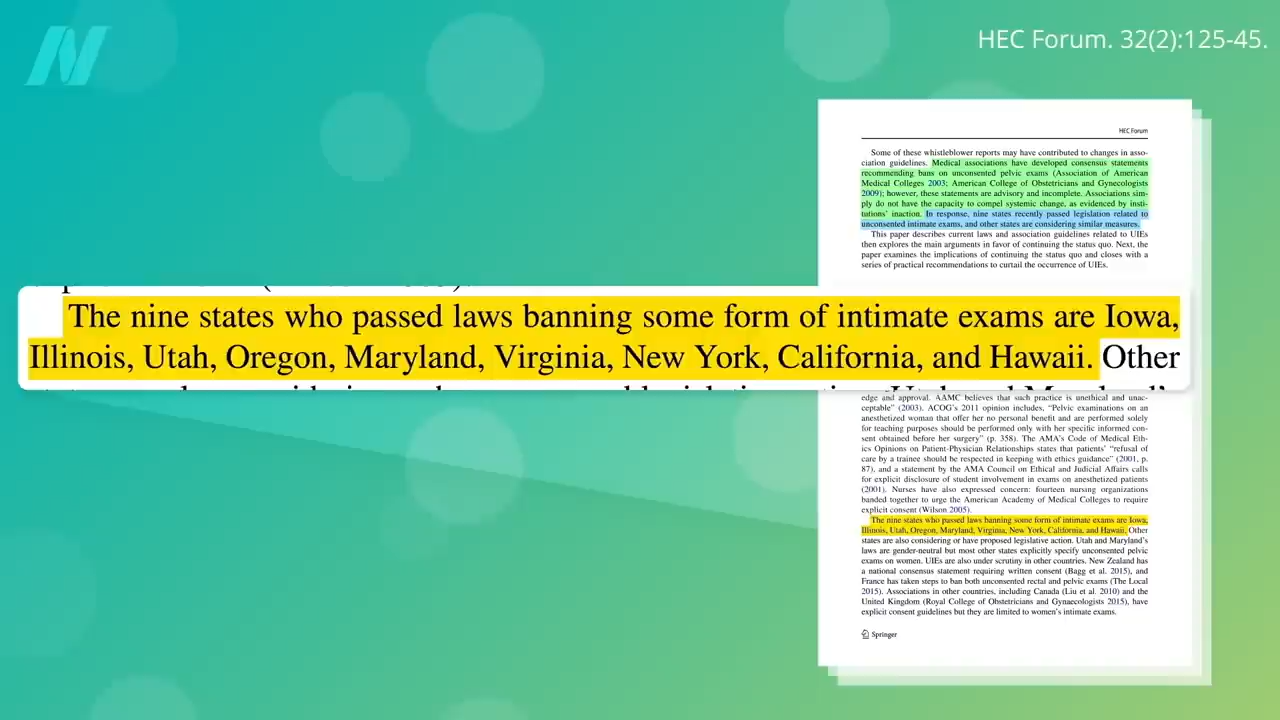 HEC Forum. 32(2):125-45.
HEC Forum
Some of these whistleblower reports may have contributed to changes in asso-
ciation guidelines. Medical associations have developed consensus statements
recommending bans on unconsented pelvic exams (Association of American
Medical Colleges 2003; American College of Obstetricians and Gynecologists
2009); however, these statements are advisory and incomplete. Associations sim-
ply do not have the capacity to compel systemic change, as evidenced by insti-
tutions' inaction. In response, nine states recently passed legislation related to
unconsented intimate exams, and other states are considering similar measures.
This paper describes current laws and association guidelines related to UIEs
then explores the main arguments in favor of continuing the status quo. Next, the
paper examines the implications of continuing the status quo and closes with a
series of practical recommendations to curtail the occurrence of UIEs.
The nine states who passed laws banning some form of intimate exams are Iowa,
Illinois, Utah, Oregon, Maryland, Virginia, New York, California, and Hawaii. Other
edge and approval. AAMC believes that such practice is unethical and unac-
ceptable" (2003). ACOG's 2011 opinion includes, "Pelvic examinations on an
anesthetized woman that offer her no personal benefit and are performed solely
for teaching purposes should be performed only with her specific informed con-
sent obtained before her surgery" (p. 358). The AMA's Code of Medical Eth-
ics Opinions on Patient-Physician Relationships states that patients' "refusal of
care by a trainee should be respected in keeping with ethics guidance" (2001, p.
87), and a statement by the AMA Council on Ethical and Judicial Affairs calls
for explicit disclosure of student involvement in exams on anesthetized patients
(2001). Nurses have also expressed concern: fourteen nursing organizations
banded together to urge the American Academy of Medical Colleges to require
explicit consent (Wilson 2005).
The nine states who passed laws banning some form of intimate exams are Iowa,
Illinois, Utah, Oregon, Maryland, Virginia, New York, California, and Hawaii. Other
states are also considering or have proposed legislative action. Utah and Maryland's
laws are gender-neutral but most other states explicitly specify unconsented pelvic
exams on women. UIEs are also under scrutiny in other countries. New Zealand has
a national consensus statement requiring written consent (Bagg et al. 2015), and
France has taken steps to ban both unconsented rectal and pelvic exams (The Local
2015). Associations in other countries, including Canada (Liu et al. 2010) and the
United Kingdom (Royal College of Obstetricians and Gynaecologists 2015), have
explicit consent guidelines but they are limited to women's intimate exams.
Springer